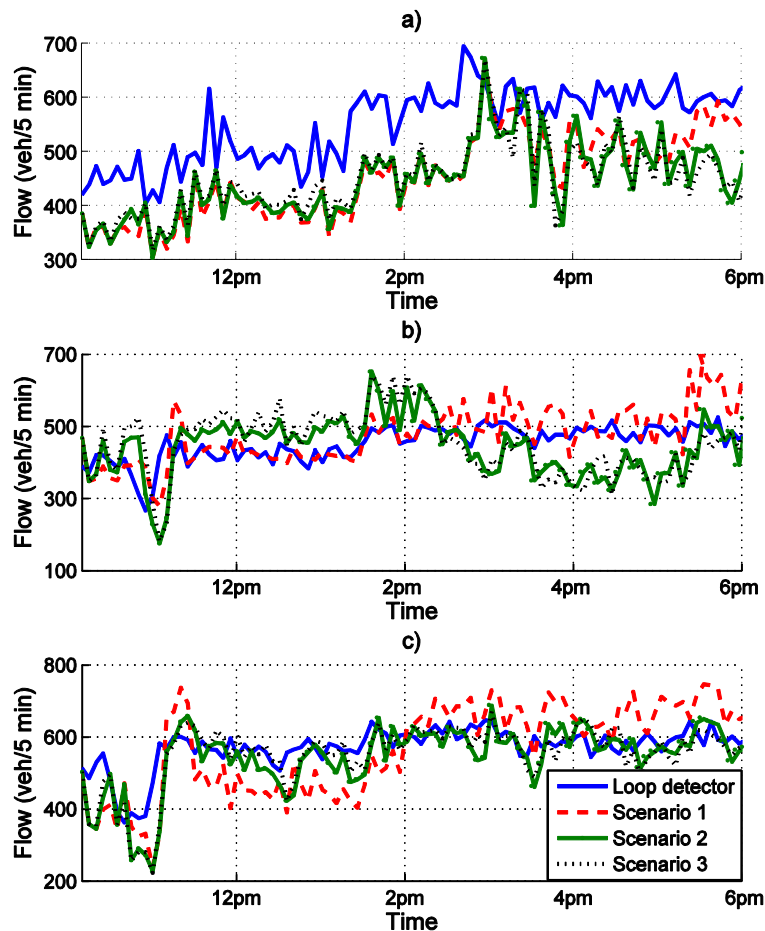 a)
700
600
500
400
300
Flow (veh/5 min)
12pm
2pm
4pm
6pm
Time
b)
700
500
300
100
Flow (veh/5 min)
12pm
2pm
4pm
6pm
Time
c)
800
600
400
200
Flow (veh/5 min)
12pm
2pm
4pm
6pm
Time
Loop detector
Scenario 1
Scenario 2
Scenario 3